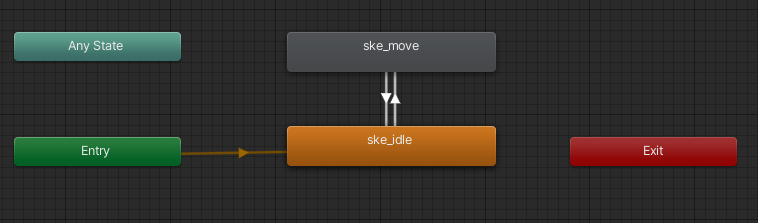 Any State
ske_move
Entry
ske_idle
Exit